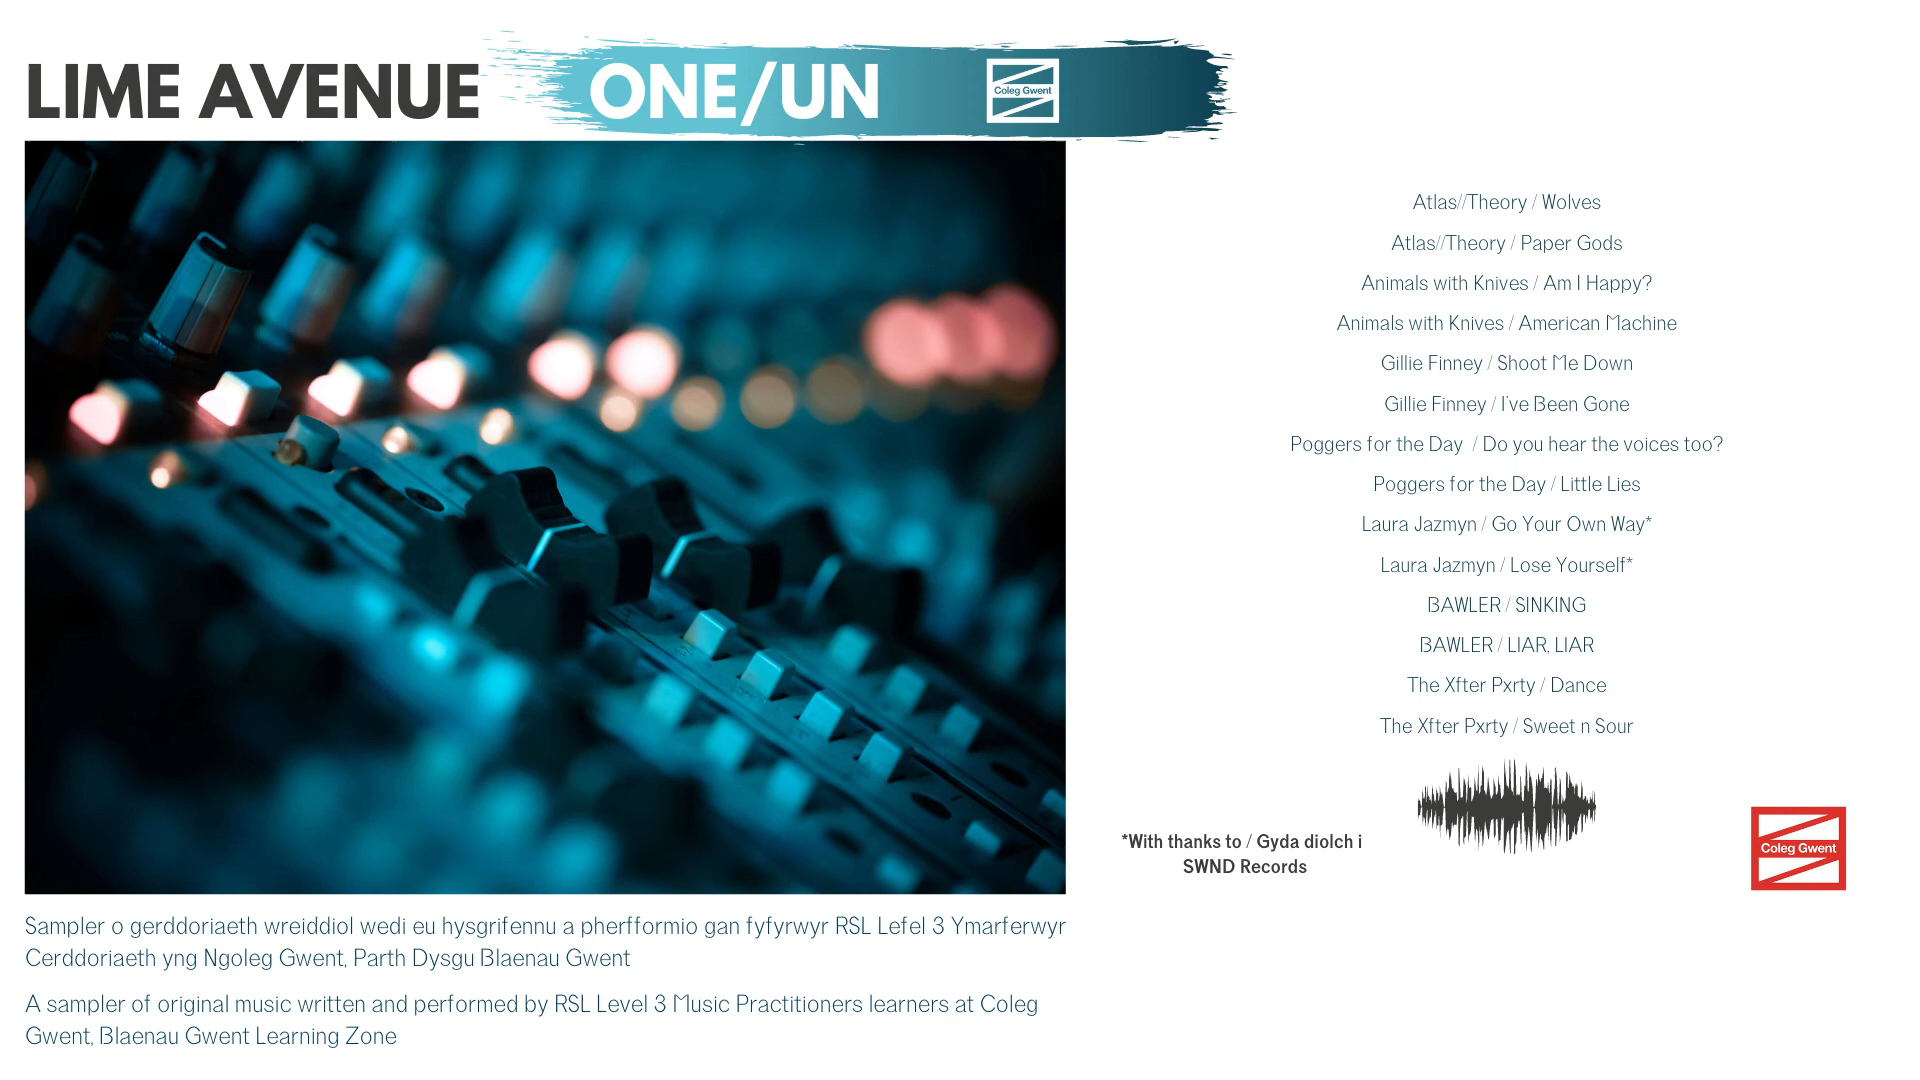 LIME AVENUE ONE/UN
Coleg Gwent
Atlas//Theory / Wolves
Atlas//Theory / Paper Gods
Animals with Knives / Am I Happy?
Animals with Knives / American Machine
Gillie Finney / Shoot Me Down
Gillie Finney / I've Been Gone
Poggers for the Day / Do you hear the voices too?
Poggers for the Day / Little Lies
Laura Jazmyn / Go Your Own Way*
Laura Jazmyn / Lose Yourself*
BAWLER / SINKING
BAWLER / LIAR, LIAR
The Xfter Pxrty / Dance
The Xfter Pxrty / Sweet n Sour
*With thanks to / Gyda diolch i
SWND Records
Coleg Gwent
Sampler o gerddoriaeth wreiddiol wedi eu hysgrifennu a pherfformio gan fyfyrwyr RSL Lefel 3 Ymarferwyr
Cerddoriaeth yng Ngoleg Gwent, Parth Dysgu Blaenau Gwent
A sampler of original music written and performed by RSL Level 3 Music Practitioners learners at Coleg
Gwent, Blaenau Gwent Learning Zone